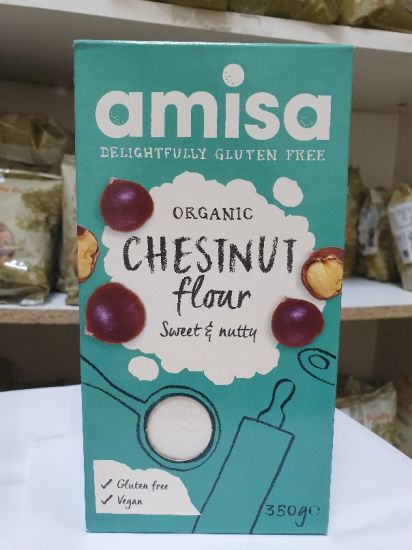 amisa
DELIGHTFULLY GLUTEN FREE
ORGANIC
CHESTNUT
flour
Sweet & nutty
✓ Gluten free
✓ Vegan
350g℮